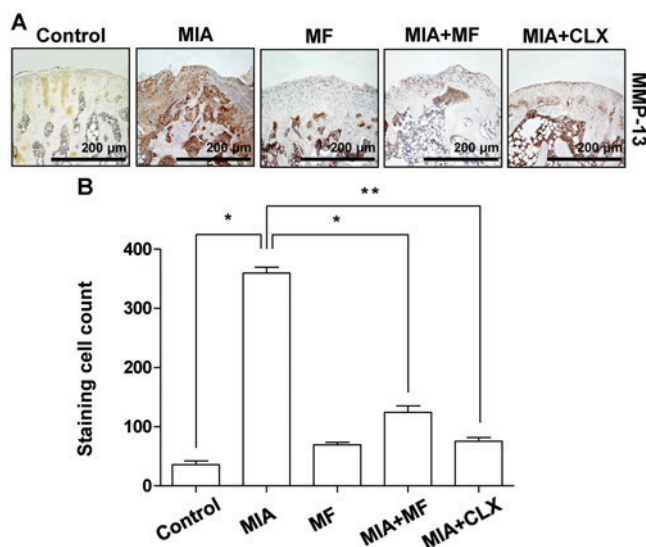 A
Control MIA MF MIA+MF MIA+CLX
200 µm 200 µm 200 µm 200 µm 200 µm
MMP-13
B
**
* *
400
300
200
100
0
Staining cell count
Control MIA MF MIA+MF MIA+CLX